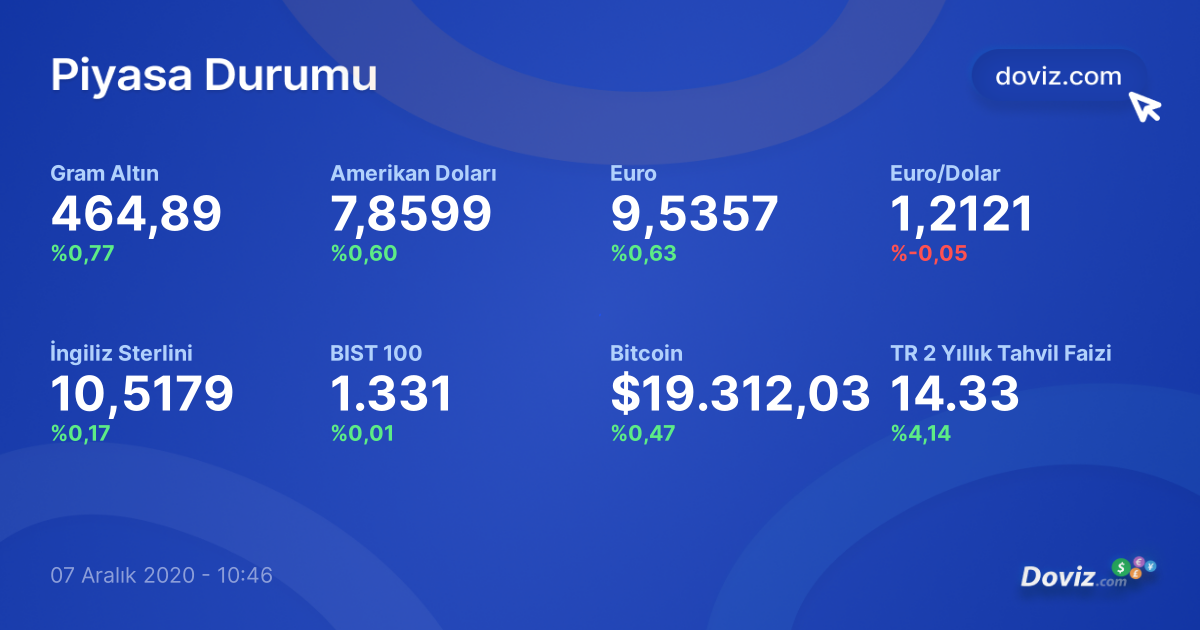 Piyasa Durumu
doviz.com
Gram Altın
464,89
%0,77
Amerikan Doları
7,8599
%0,60
Euro
9,5357
%0,63
Euro/Dolar
1,2121
%-0,05
İngiliz Sterlini
10,5179
%0,17
BIST 100
1.331
%0,01
Bitcoin
$19.312,03
%0,47
TR 2 Yıllık Tahvil Faizi
14.33
%4,14
07 Aralık 2020 - 10:46
Doviz.com
$ € £ ¥